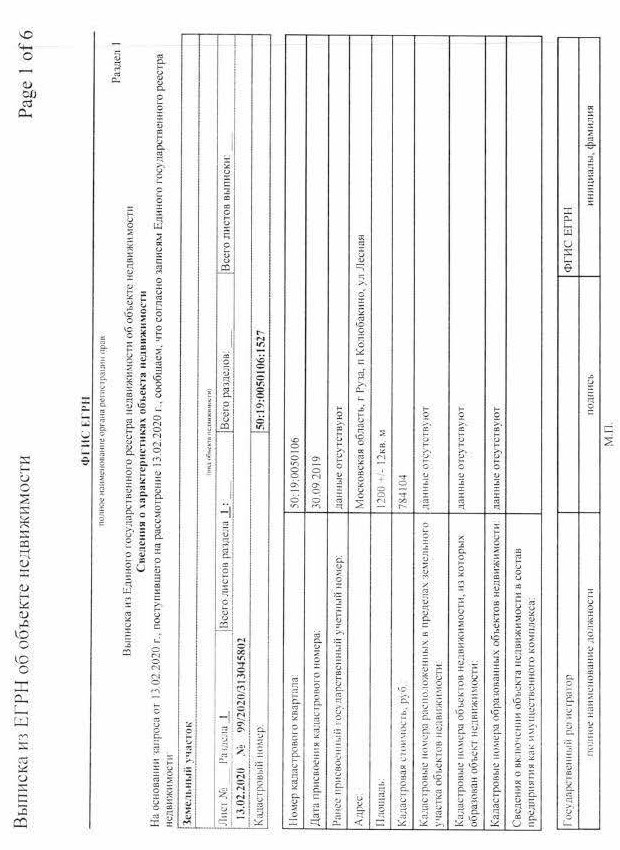 Выписка из ЕГРН об объекте недвижимости Page 1 of 6
ФГИС ЕГРН
полное наименование органа регистрации прав
Раздел 1
Выписка из Единого государственного реестра недвижимости об объекте недвижимости
Сведения о характеристиках объекта недвижимости
На основании запроса от 13.02.2020 г., поступившего на рассмотрение 13.02.2020 г., сообщаем, что согласно записям Единого государственного реестра
недвижимости
Земельный участок
(вид объекта недвижимости)
Лист № Раздела 1 Всего листов раздела 1: Всего разделов: Всего листов выписки:
13.02.2020 № 99/2020/313045802
Кадастровый номер: 50:19:0050106:1527
Номер кадастрового квартала: 50:19:0050106
Дата присвоения кадастрового номера: 30.09.2019
Ранее присвоенный государственный учетный номер: данные отсутствуют
Адрес: Московская область, г Руза, п Колюбакино, ул Лесная
Площадь: 1200 +/- 12кв. м
Кадастровая стоимость, руб.: 784104
Кадастровые номера расположенных в пределах земельного
участка объектов недвижимости: данные отсутствуют
Кадастровые номера объектов недвижимости, из которых
образован объект недвижимости: данные отсутствуют
Кадастровые номера образованных объектов недвижимости: данные отсутствуют
Сведения о включении объекта недвижимости в состав
предприятия как имущественного комплекса:
Государственный регистратор ФГИС ЕГРН
полное наименование должности подпись инициалы, фамилия
М.П.